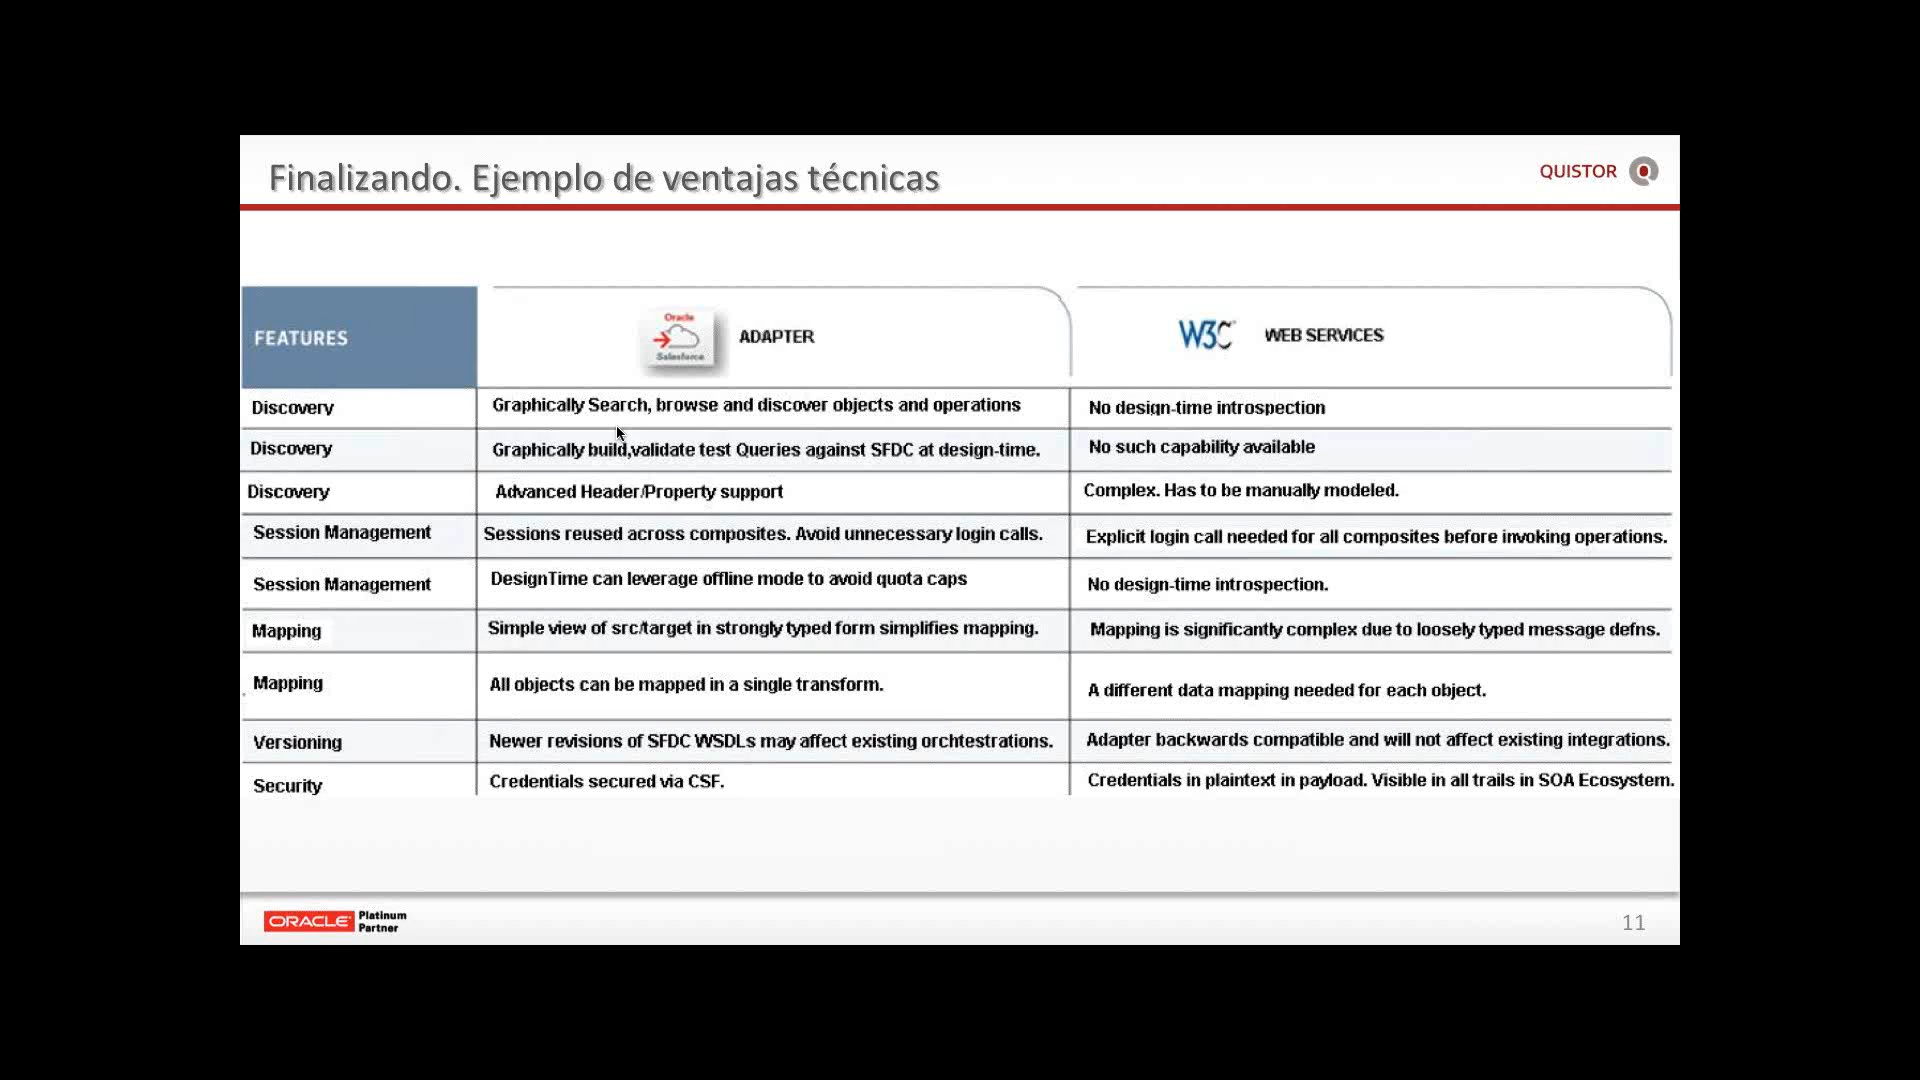 Finalizando. Ejemplo de ventajas técnicas
QUISTOR
FEATURES
Oracle
Salesforce
ADAPTER
W3C
WEB SERVICES
Discovery
Graphically Search, browse and discover objects and operations
No design-time introspection
Discovery
Graphically build,validate test Queries against SFDC at design-time.
No such capability available
Discovery
Advanced Header/Property support
Complex. Has to be manually modeled.
Session Management
Sessions reused across composites. Avoid unnecessary login calls.
Explicit login call needed for all composites before invoking operations.
Session Management
DesignTime can leverage offline mode to avoid quota caps
No design-time introspection.
Mapping
Simple view of src/target in strongly typed form simplifies mapping.
Mapping is significantly complex due to loosely typed message defns.
Mapping
All objects can be mapped in a single transform.
A different data mapping needed for each object.
Versioning
Newer revisions of SFDC WSDLs may affect existing orchtestrations.
Adapter backwards compatible and will not affect existing integrations.
Security
Credentials secured via CSF.
Credentials in plaintext in payload. Visible in all trails in SOA Ecosystem.
ORACLE Platinum
Partner
11